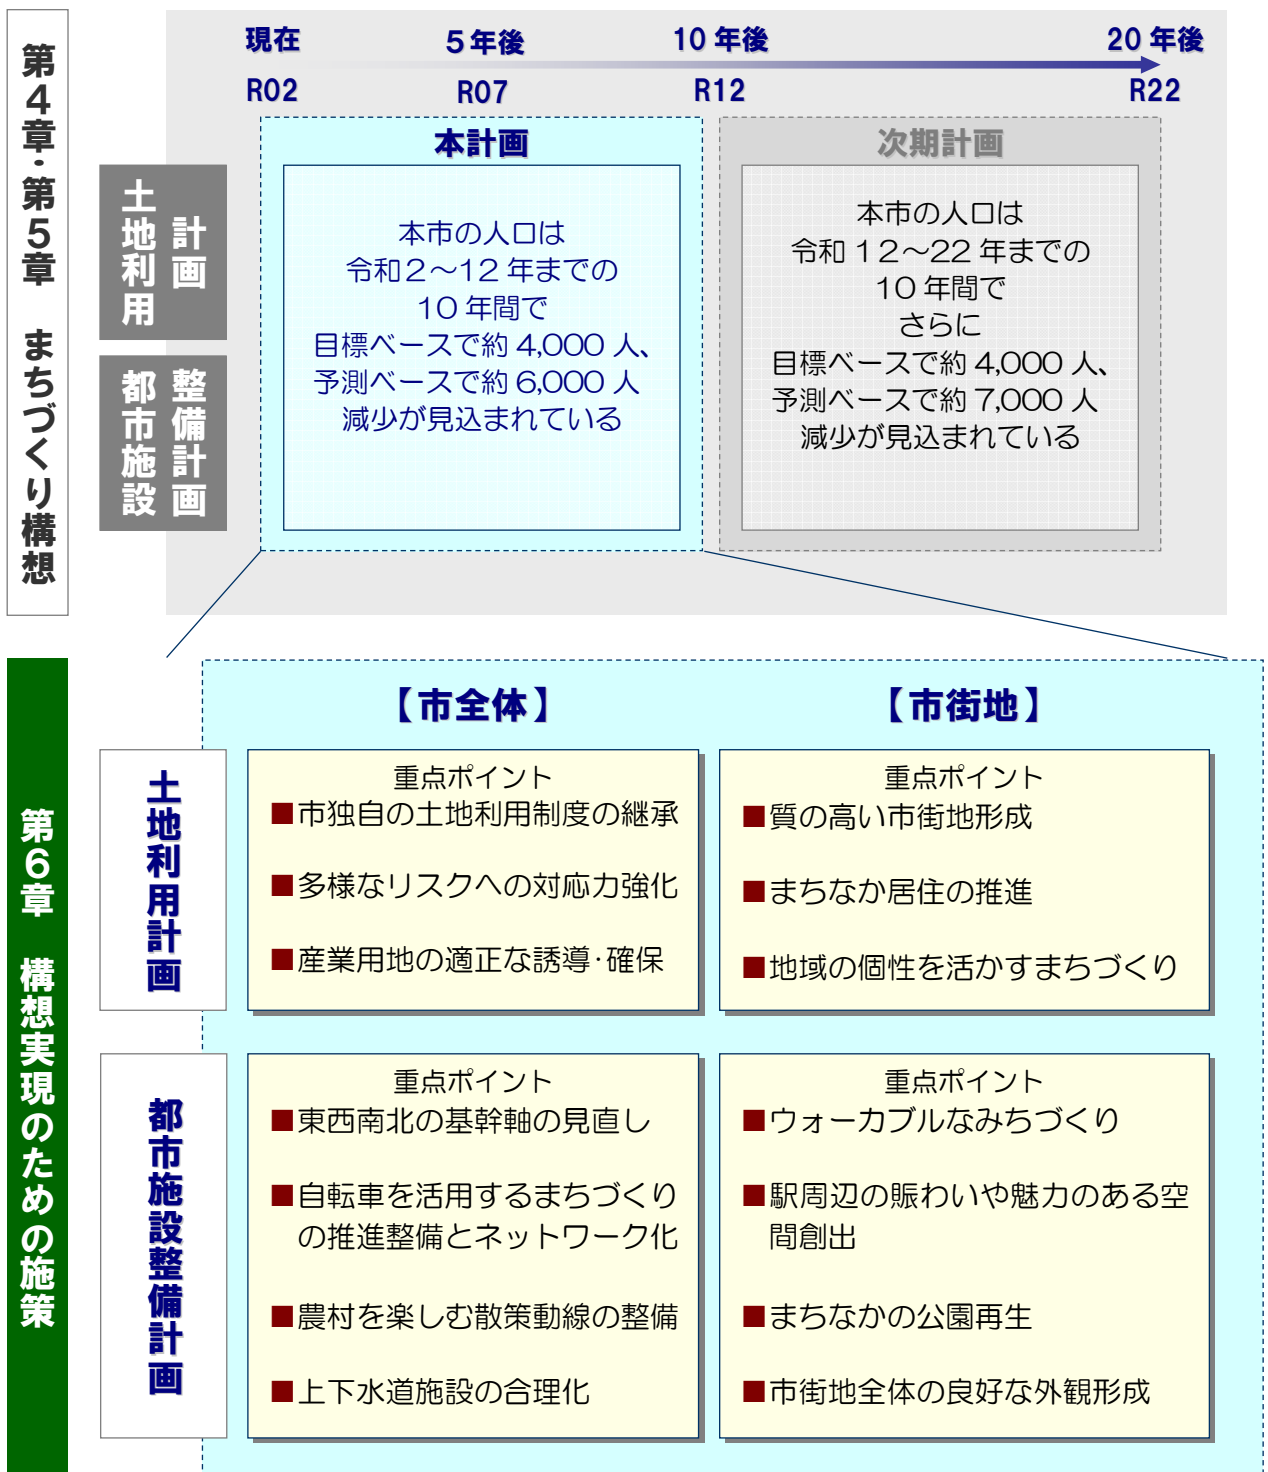 第4章・第5章　まちづくり構想
現在
5年後
10年後
20年後
R02
R07
R12
R22
土地利用
計画
都市施設
整備計画
本計画
本市の人口は
令和2～12年までの
10年間で
目標ベースで約4,000人、
予測ベースで約6,000人
減少が見込まれている
次期計画
本市の人口は
令和12～22年までの
10年間で
さらに
目標ベースで約4,000人、
予測ベースで約7,000人
減少が見込まれている
第6章　構想実現のための施策
【市全体】
【市街地】
土地利用計画
重点ポイント
■市独自の土地利用制度の継承
■多様なリスクへの対応力強化
■産業用地の適正な誘導・確保
重点ポイント
■質の高い市街地形成
■まちなか居住の推進
■地域の個性を活かすまちづくり
都市施設整備計画
重点ポイント
■東西南北の基幹軸の見直し
■自転車を活用するまちづくり
の推進整備とネットワーク化
■農村を楽しむ散策動線の整備
■上下水道施設の合理化
重点ポイント
■ウォーカブルなみちづくり
■駅周辺の賑わいや魅力のある空
間創出
■まちなかの公園再生
■市街地全体の良好な外観形成